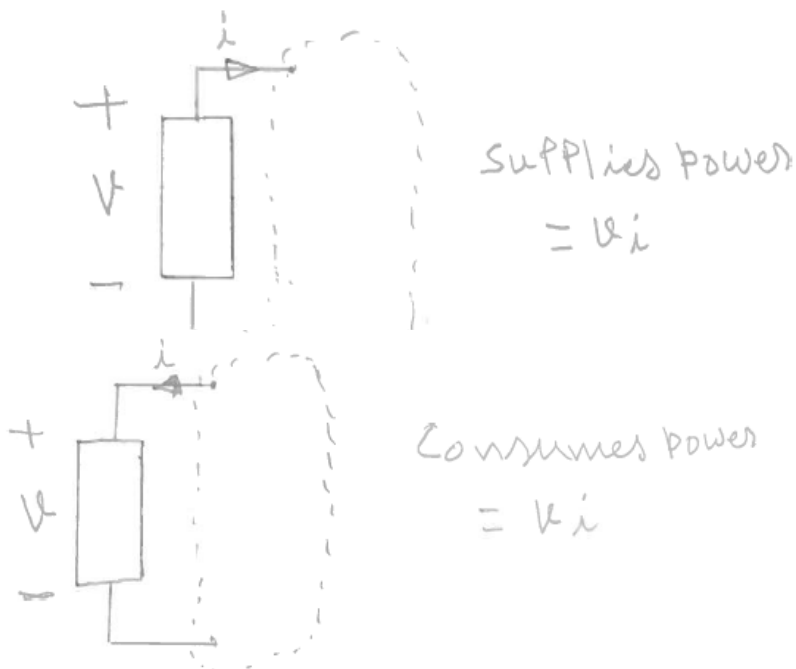 i
+
v
-
Supplies power
= vi
i
+
v
-
Consumes power
= vi